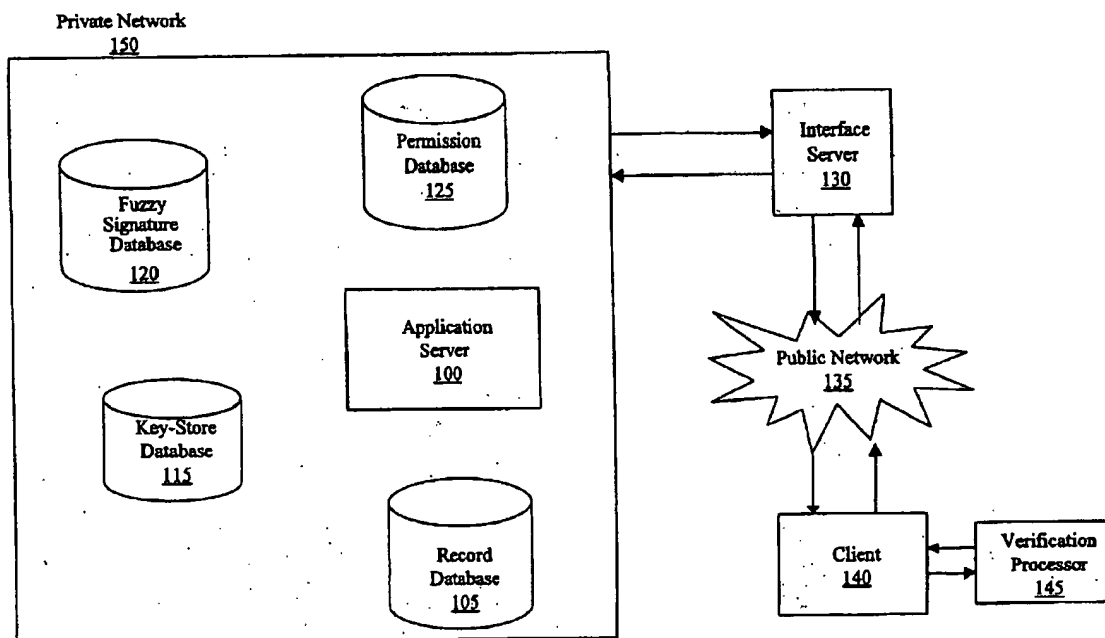 Private Network
150
Permission
Database
125
Fuzzy
Signature
Database
120
Application
Server
100
Key-Store
Database
115
Record
Database
105
Interface
Server
130
Public Network
135
Client
140
Verification
Processor
145